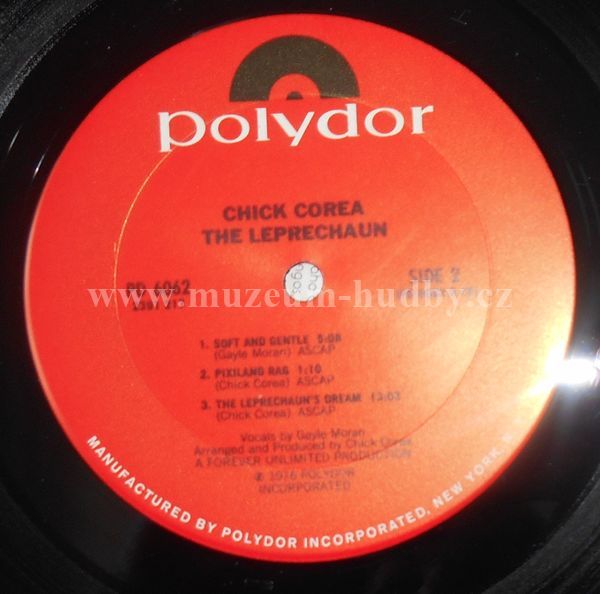 polydor
CHICK COREA
THE LEPRECHAUN
PD 6062
SIDE 2
www.muzeum-hudby.cz
1. SOFT AND GENTLE 5:08
(Gayle Moran) ASCAP
2. PIXILAND RAG 1:10
(Chick Corea) ASCAP
3. THE LEPRECHAUN'S DREAM 13:03
(Chick Corea) ASCAP
Vocals by Gayle Moran
Arranged and Produced by Chick Corea
A FOREVER UNLIMITED PRODUCTION
℗ 1976 POLYDOR
INCORPORATED
MANUFACTURED BY POLYDOR INCORPORATED, NEW YORK, N